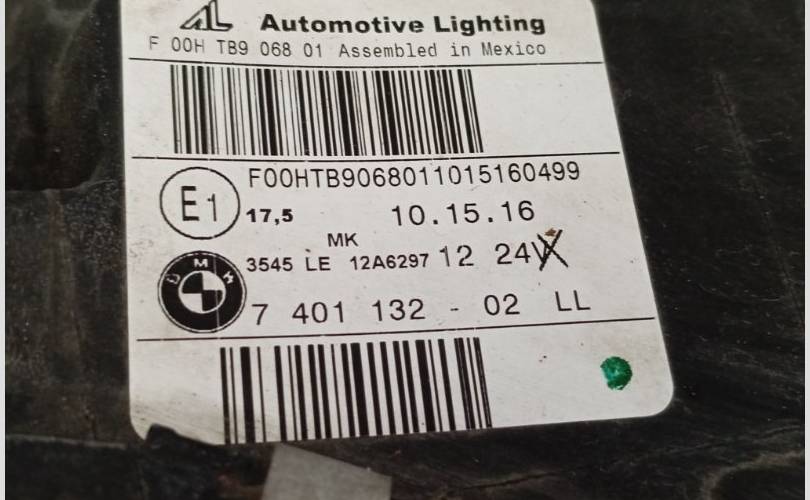 AL Automotive Lighting
F 00H TB9 068 01 Assembled in Mexico
F00HTB9068011015160499
E1 17,5 10.15.16
MK
3545 LE 12A6297 12 24V
BMW
7 401 132 - 02 LL